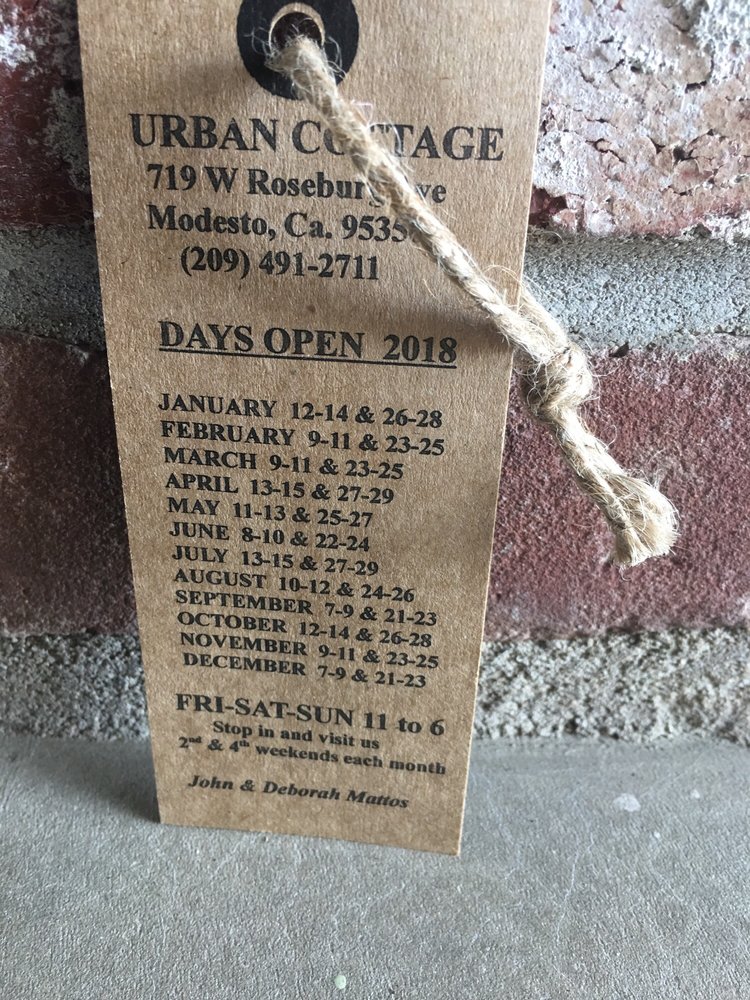 URBAN COTTAGE
719 W Roseburg Ave
Modesto, Ca. 9535
(209) 491-2711
DAYS OPEN 2018
JANUARY 12-14 & 26-28
FEBRUARY 9-11 & 23-25
MARCH 9-11 & 23-25
APRIL 13-15 & 27-29
MAY 11-13 & 25-27
JUNE 8-10 & 22-24
JULY 13-15 & 27-29
AUGUST 10-12 & 24-26
SEPTEMBER 7-9 & 21-23
OCTOBER 12-14 & 26-28
NOVEMBER 9-11 & 23-25
DECEMBER 7-9 & 21-23
FRI-SAT-SUN 11 to 6
Stop in and visit us
2nd & 4th weekends each month
John & Deborah Mattos